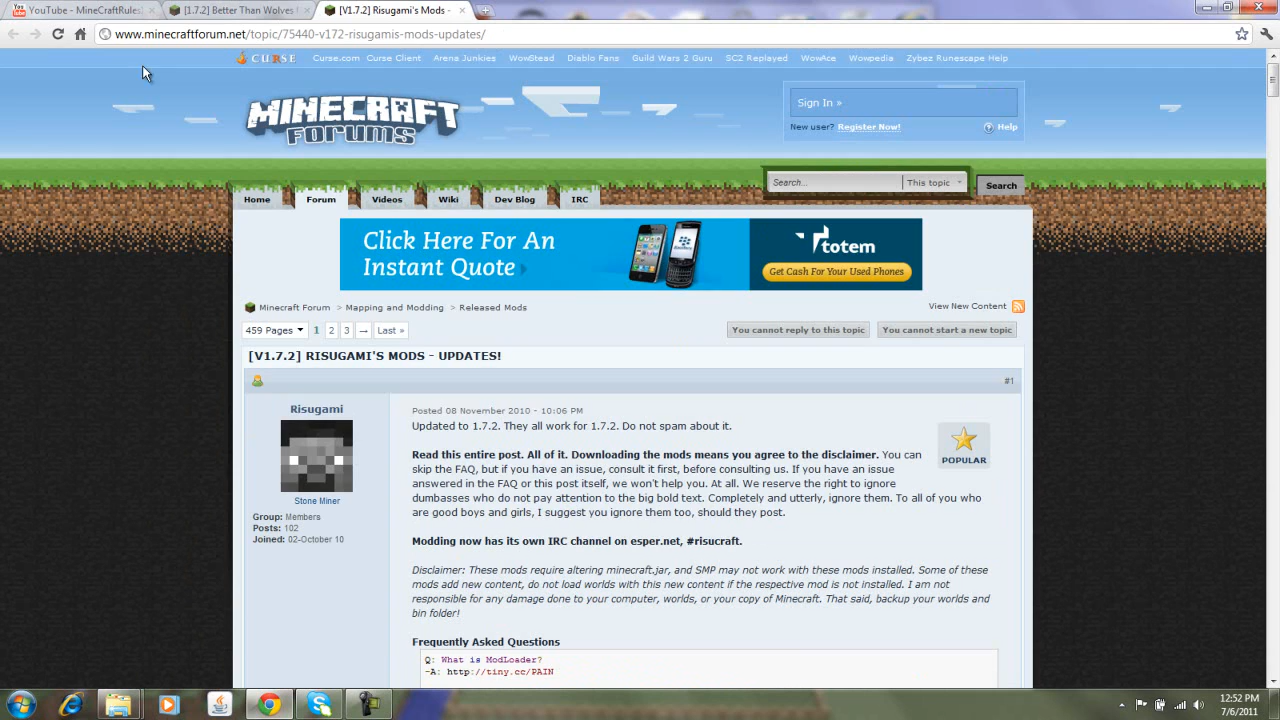 YouTube - MinecraftRules
[1.7.2] Better Than Wolves
[V1.7.2] Risugami's Mods -
www.minecraftforum.net/topic/75440-v172-risugamis-mods-updates/
CURSE
Curse.com Curse Client Arena Junkies WowStead Diablo Fans Guild Wars 2 Guru SC2 Replayed WowAce Wowpedia Zybez Runescape Help
MINECRAFT
FORUMS
Sign In »
New user? Register Now! Help
Search... This topic Search
Home Forum Videos Wiki Dev Blog IRC
Click Here For An
Instant Quote
totem
Get Cash For Your Used Phones
Minecraft Forum > Mapping and Modding > Released Mods
View New Content
459 Pages 1 2 3 → Last »
You cannot reply to this topic You cannot start a new topic
[V1.7.2] RISUGAMI'S MODS - UPDATES!
#1
Risugami
Stone Miner
Group: Members
Posts: 102
Joined: 02-October 10
Posted 08 November 2010 - 10:06 PM
Updated to 1.7.2. They all work for 1.7.2. Do not spam about it.
POPULAR
Read this entire post. All of it. Downloading the mods means you agree to the disclaimer. You can
skip the FAQ, but if you have an issue, consult it first, before consulting us. If you have an issue
answered in the FAQ or this post itself, we won't help you. At all. We reserve the right to ignore
dumbasses who do not pay attention to the big bold text. Completely and utterly, ignore them. To all of you who
are good boys and girls, I suggest you ignore them too, should they post.
Modding now has its own IRC channel on esper.net, #risucraft.
Disclaimer: These mods require altering minecraft.jar, and SMP may not work with these mods installed. Some of these
mods add new content, do not load worlds with this new content if the respective mod is not installed. I am not
responsible for any damage done to your computer, worlds, or your copy of Minecraft. That said, backup your worlds and
bin folder!
Frequently Asked Questions
Q: What is ModLoader?
-A: http://tiny.cc/PAIN
12:52 PM
7/6/2011